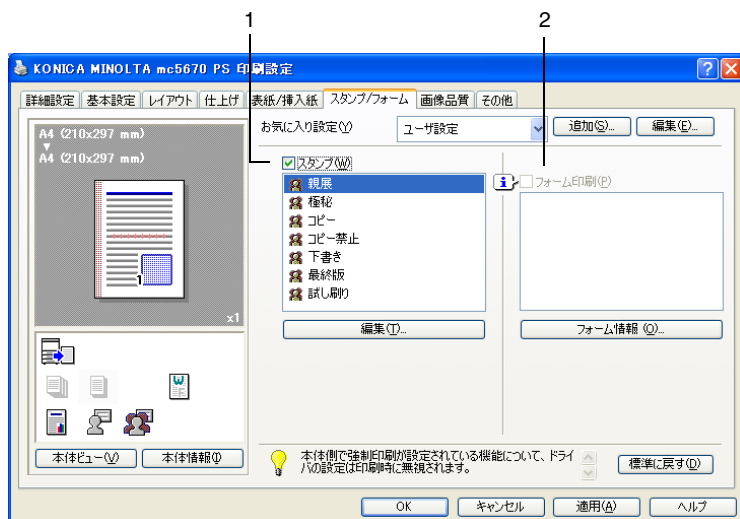 1 2
KONICA MINOLTA mc5670 PS 印刷設定
詳細設定 基本設定 レイアウト 仕上げ 表紙/挿入紙 スタンプ/フォーム 画像品質 その他
A4 (210x297 mm)
A4 (210x297 mm)
1
x1
お気に入り設定(Y) ユーザ設定 追加(S)... 編集(E)...
スタンプ(W)
親展
極秘
コピー
コピー禁止
下書き
最終版
試し刷り
編集(T)...
フォーム印刷(P)
フォーム情報 (O)...
本体ビュー(V) 本体情報(I)
本体側で強制印刷が設定されている機能について、ドライ
バの設定は印刷時に無視されます。
標準に戻す(D)
OK キャンセル 適用(A) ヘルプ